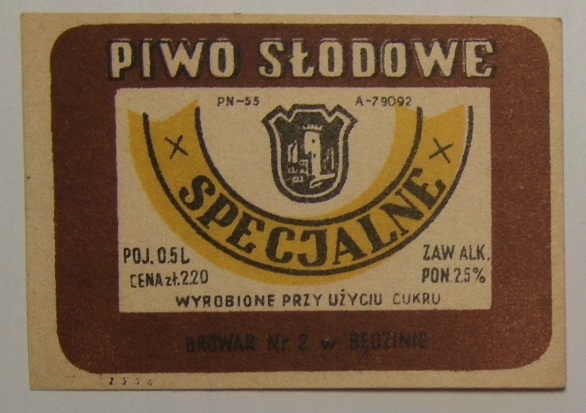 PIWO SŁODOWE
PN-55 A-79092
× SPECJALNE ×
POJ. 0.5 L
CENA zł. 2.20
ZAW ALK.
PON. 2.5 %
WYROBIONE PRZY UŻYCIU CUKRU
BROWAR Nr. 2 w BĘDZINIE